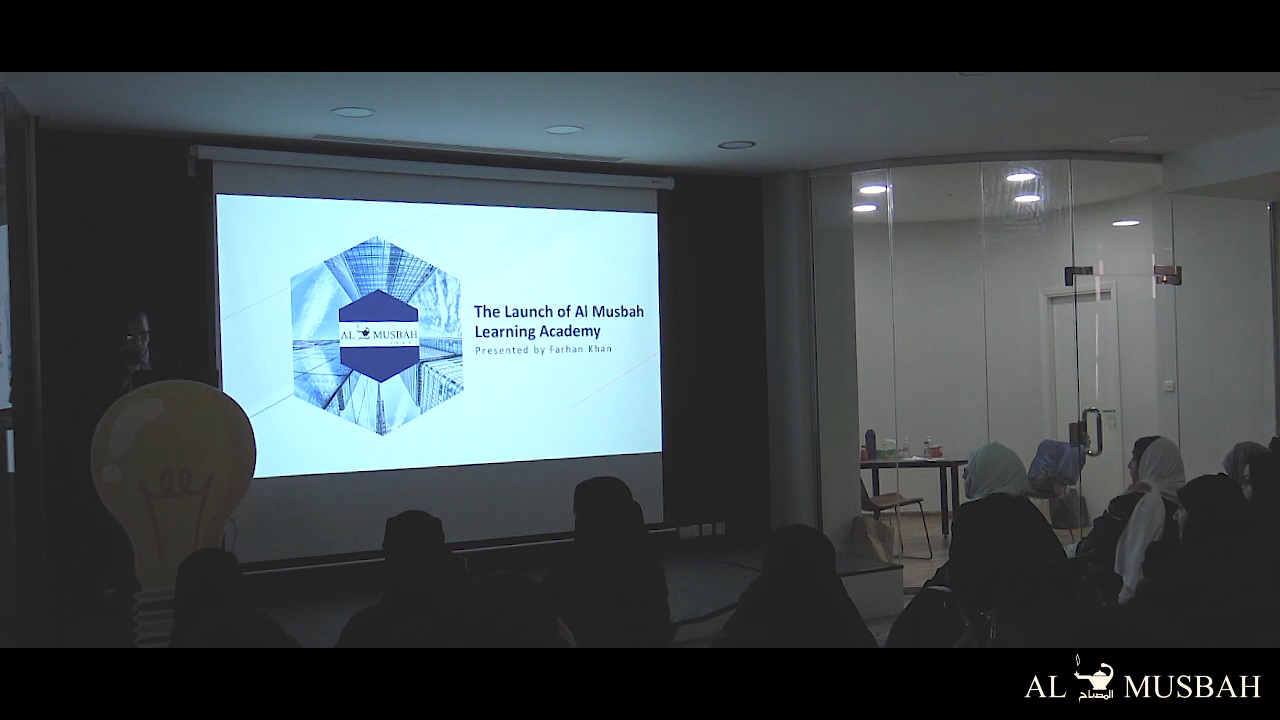 The Launch of Al Musbah
Learning Academy
Presented by Farhan Khan
AL MUSBAH
AL المصباح MUSBAH